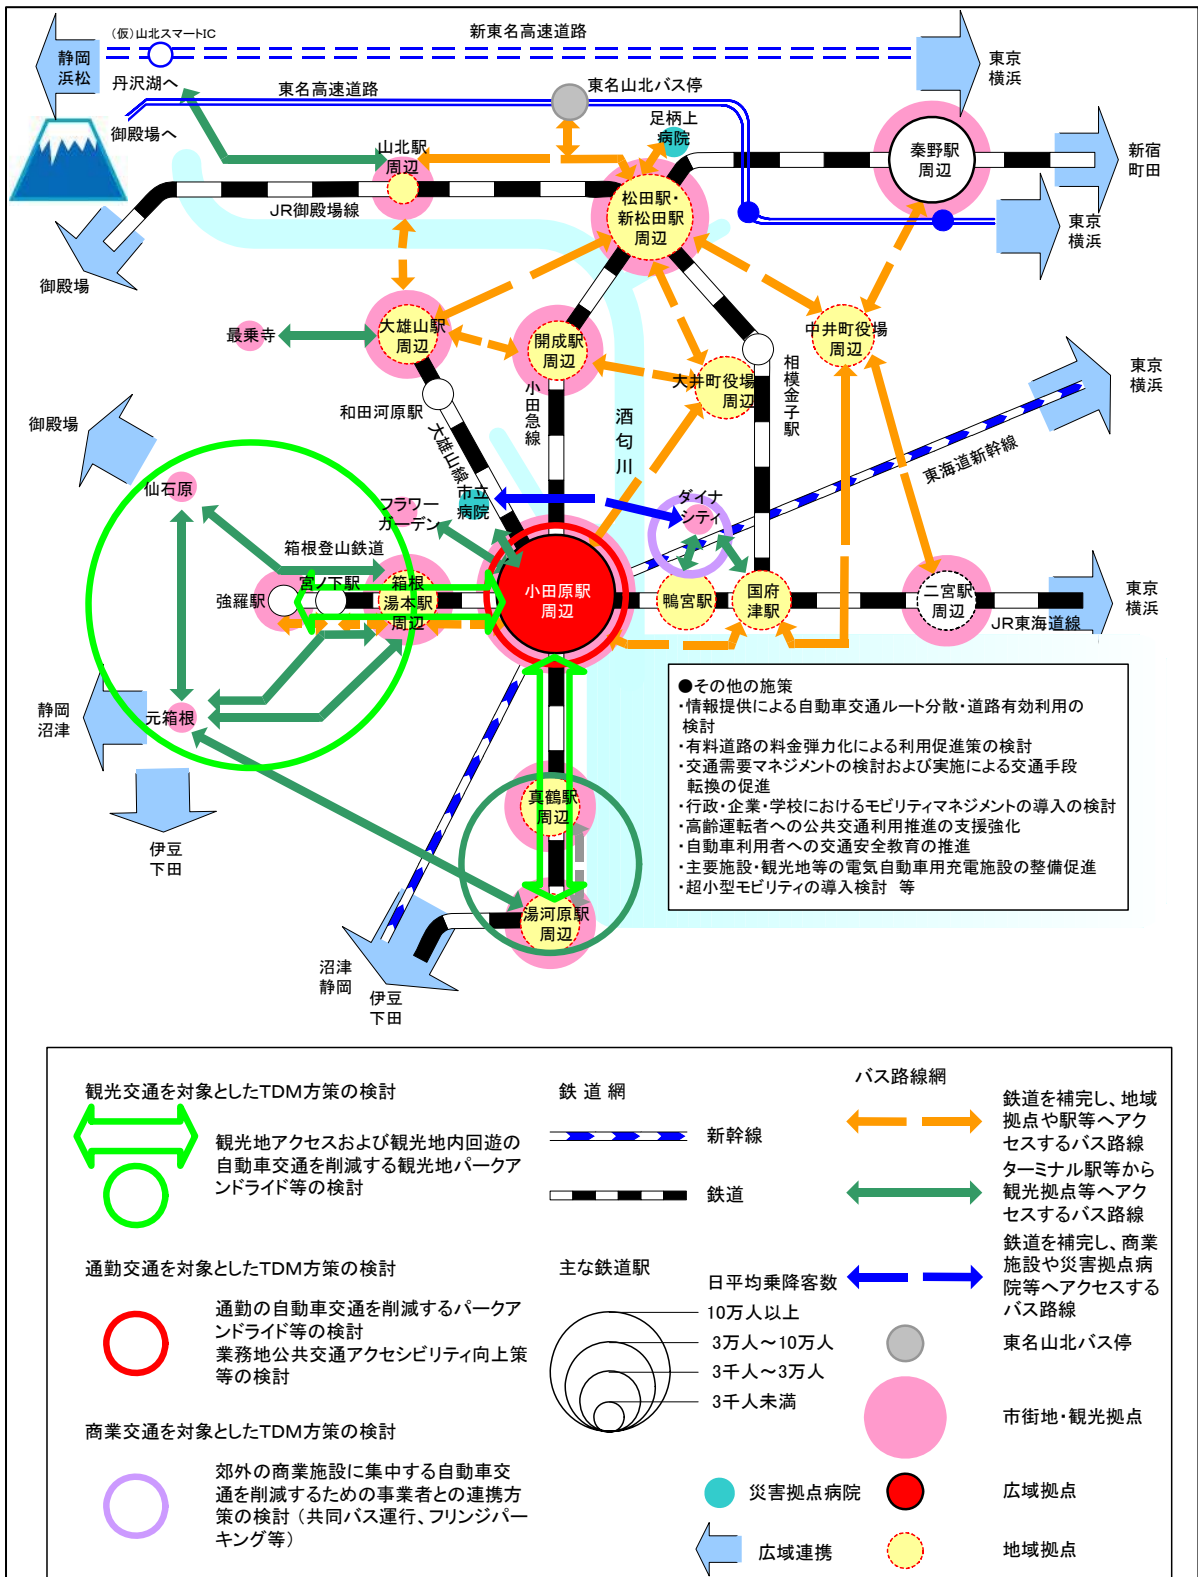 (仮)山北スマートIC
新東名高速道路
静岡
浜松
東京
横浜
丹沢湖へ
東名高速道路
東名山北バス停
御殿場へ
足柄上
病院
山北駅
周辺
秦野駅
周辺
新宿
町田
JR御殿場線
松田駅・
新松田駅
周辺
東京
横浜
御殿場
大雄山駅
周辺
最乗寺
開成駅
周辺
中井町役場
周辺
相模金子駅
大井町役場
周辺
東京
横浜
和田河原駅
小田急線
酒匂川
御殿場
大雄山線
東海道新幹線
仙石原
フラワー
ガーデン
市立
病院
ダイナ
シティ
箱根登山鉄道
宮ノ下駅
強羅駅
箱根
湯本駅
周辺
小田原駅
周辺
鴨宮駅
国府
津駅
二宮駅
周辺
東京
横浜
JR東海道線
元箱根
静岡
沼津
●その他の施策
・情報提供による自動車交通ルート分散・道路有効利用の
検討
・有料道路の料金弾力化による利用促進策の検討
・交通需要マネジメントの検討および実施による交通手段
転換の促進
・行政・企業・学校におけるモビリティマネジメントの導入の検討
・高齢運転者への公共交通利用推進の支援強化
・自動車利用者への交通安全教育の推進
・主要施設・観光地等の電気自動車用充電施設の整備促進
・超小型モビリティの導入検討 等
真鶴駅
周辺
伊豆
下田
湯河原駅
周辺
沼津
静岡
伊豆
下田
観光交通を対象としたTDM方策の検討
観光地アクセスおよび観光地内回遊の
自動車交通を削減する観光地パークア
ンドライド等の検討
通勤交通を対象としたTDM方策の検討
通勤の自動車交通を削減するパークア
ンドライド等の検討
業務地公共交通アクセシビリティ向上策
等の検討
商業交通を対象としたTDM方策の検討
郊外の商業施設に集中する自動車交
通を削減するための事業者との連携方
策の検討（共同バス運行、フリンジパー
キング等）
鉄道網
新幹線
鉄道
主な鉄道駅
日平均乗降客数
10万人以上
3万人～10万人
3千人～3万人
3千人未満
災害拠点病院
広域連携
バス路線網
鉄道を補完し、地域
拠点や駅等へアク
セスするバス路線
ターミナル駅等から
観光拠点等へアク
セスするバス路線
鉄道を補完し、商業
施設や災害拠点病
院等へアクセスする
バス路線
東名山北バス停
市街地・観光拠点
広域拠点
地域拠点